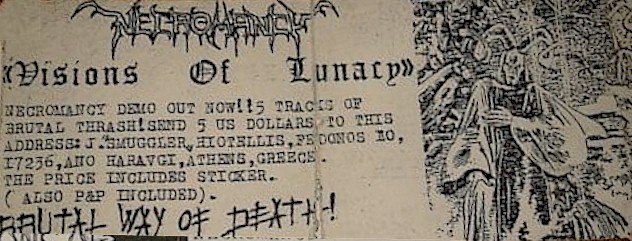 NECROMANCY
«Visions Of Lunacy»
NECROMANCY DEMO OUT NOW!!5 TRACKS OF
BRUTAL THRASH!SEND 5 US DOLLARS TO THIS
ADDRESS:J.SMUGGLER,HIOTELLIS, 10,
17236,ANO HARAVGI,ATHENS,GREECE.
THE PRICE INCLUDES STICKER.
( ALSO P&P INCLUDED).
BRUTAL WAY OF DEATH!